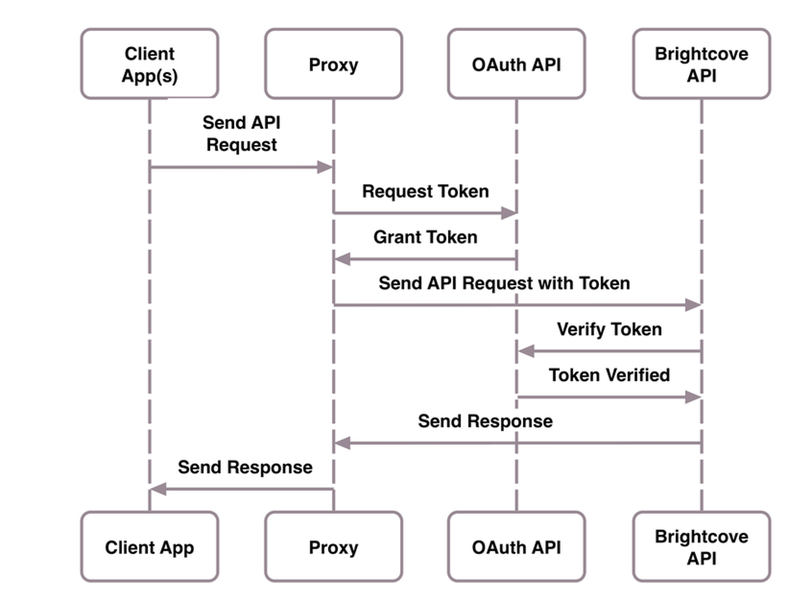 Client
App(s)
Proxy
OAuth API
Brightcove
API
Send API
Request
Request Token
Grant Token
Send API Request with Token
Verify Token
Token Verified
Send Response
Send Response
Client App
Proxy
OAuth API
Brightcove
API